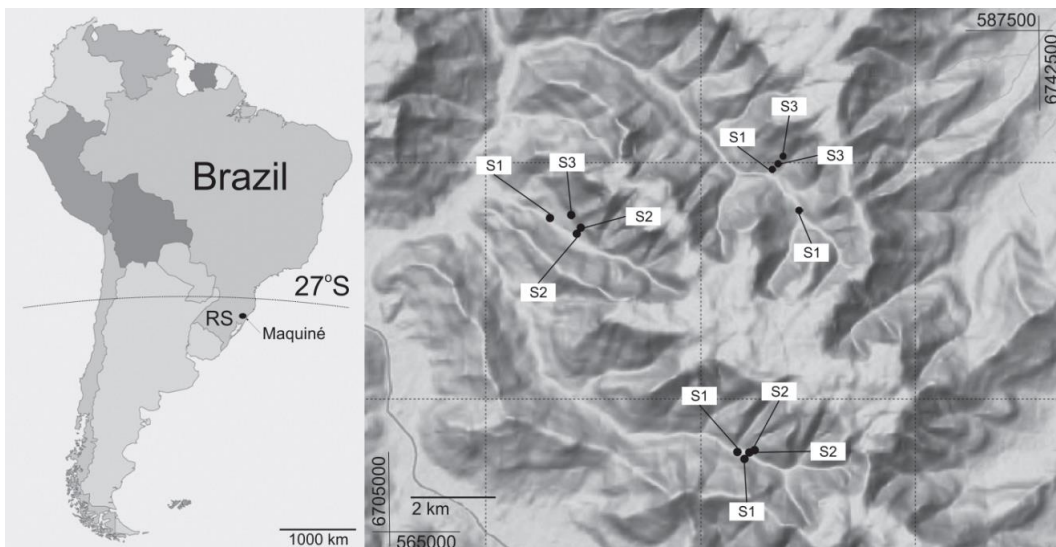 Brazil
27°S
RS
Maquiné
1000 km
587500
6742500
S3
S1
S3
S1
S3
S2
S1
S2
S1
S2
S2
S1
6705000
2 km
565000